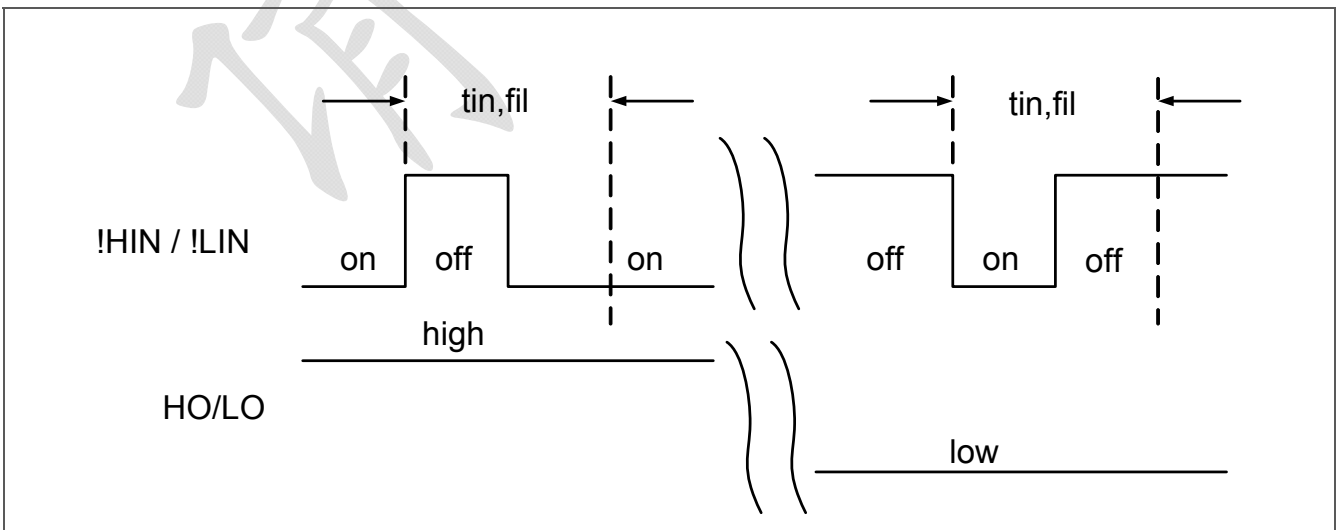 tin,fil tin,fil
!HIN / !LIN
on off on off on off
high
HO/LO
low